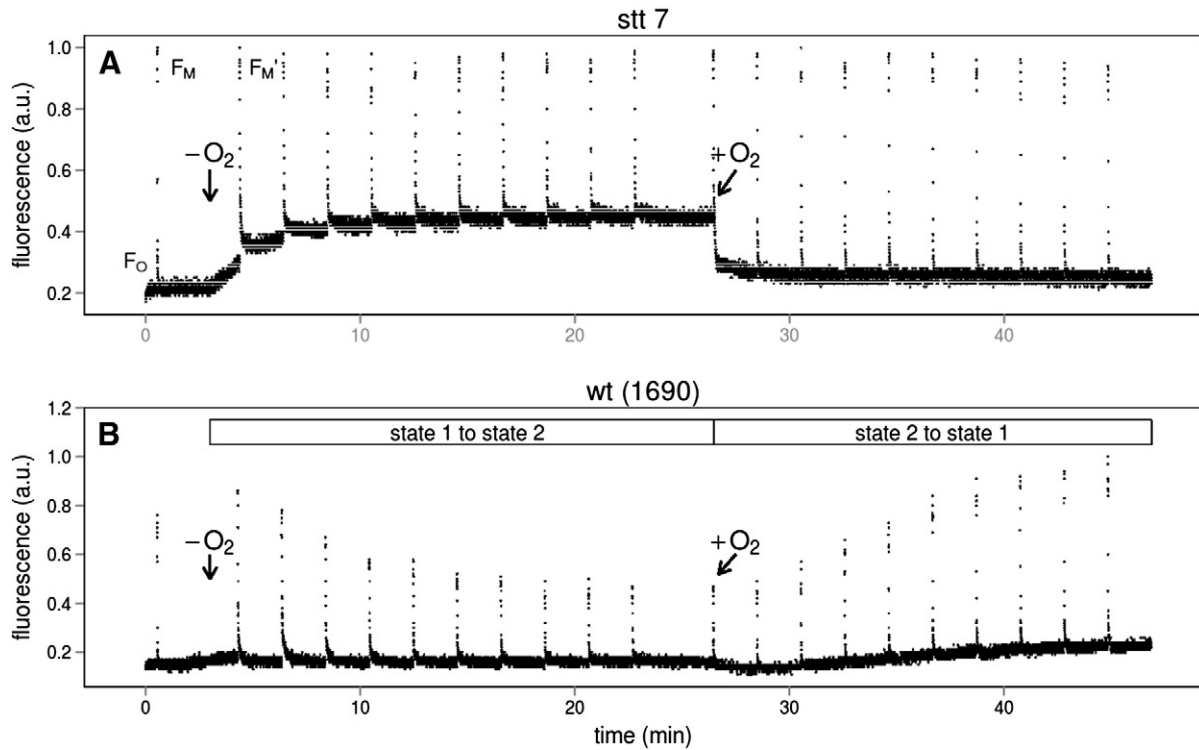 stt 7
A
fluorescence (a.u.)
1.0
0.8
0.6
0.4
0.2
F_M
F_M'
−O₂
+O₂
F_O
0
10
20
30
40
wt (1690)
B
fluorescence (a.u.)
1.2
1.0
0.8
0.6
0.4
0.2
state 1 to state 2
state 2 to state 1
−O₂
+O₂
0
10
20
30
40
time (min)